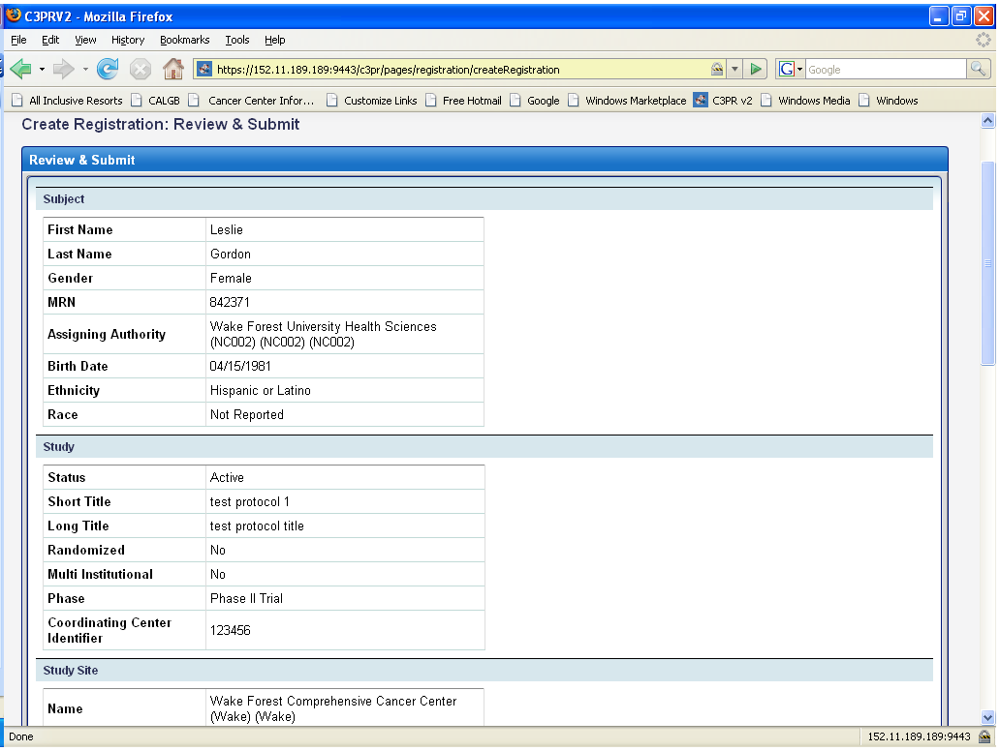 C3PRV2 - Mozilla Firefox
File Edit View History Bookmarks Tools Help
https://152.11.189.189:9443/c3pr/pages/registration/createRegistration
G Google
All Inclusive Resorts CALGB Cancer Center Infor... Customize Links Free Hotmail Google Windows Marketplace C3PR v2 Windows Media Windows
Create Registration: Review & Submit
Review & Submit
Subject
First Name Leslie
Last Name Gordon
Gender Female
MRN 842371
Assigning Authority Wake Forest University Health Sciences
(NC002) (NC002) (NC002)
Birth Date 04/15/1981
Ethnicity Hispanic or Latino
Race Not Reported
Study
Status Active
Short Title test protocol 1
Long Title test protocol title
Randomized No
Multi Institutional No
Phase Phase II Trial
Coordinating Center
Identifier 123456
Study Site
Name Wake Forest Comprehensive Cancer Center
(Wake) (Wake)
Done 152.11.189.189:9443